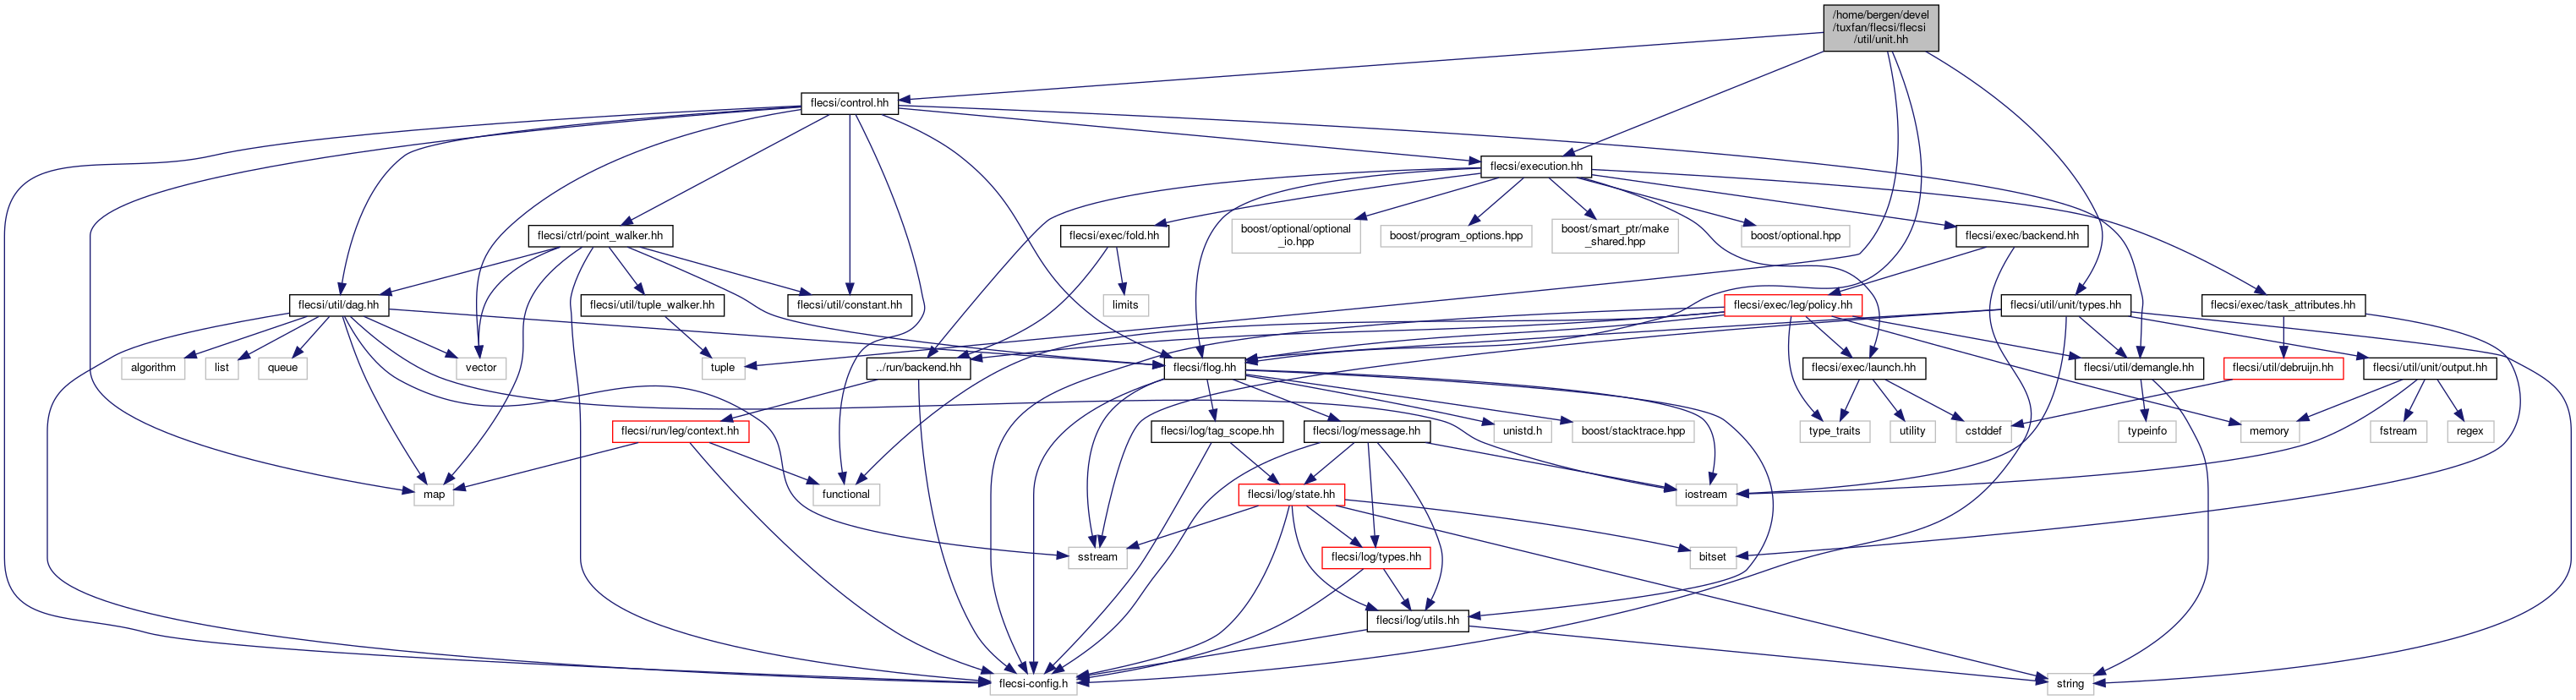 /home/bergen/devel
/tuxfan/flecsi/flecsi
/util/unit.hh
flecsi/control.hh
flecsi/execution.hh
flecsi/ctrl/point_walker.hh
flecsi/exec/fold.hh
boost/optional/optional
_io.hpp
boost/program_options.hpp
boost/smart_ptr/make
_shared.hpp
boost/optional.hpp
flecsi/exec/backend.hh
flecsi/util/dag.hh
flecsi/util/tuple_walker.hh
flecsi/util/constant.hh
limits
flecsi/exec/leg/policy.hh
flecsi/util/unit/types.hh
flecsi/exec/task_attributes.hh
algorithm
list
queue
vector
tuple
../run/backend.hh
flecsi/flog.hh
flecsi/exec/launch.hh
flecsi/util/demangle.hh
flecsi/util/debruijn.hh
flecsi/util/unit/output.hh
flecsi/run/leg/context.hh
flecsi/log/tag_scope.hh
flecsi/log/message.hh
unistd.h
boost/stacktrace.hpp
type_traits
utility
cstddef
typeinfo
memory
fstream
regex
map
functional
flecsi/log/state.hh
iostream
sstream
flecsi/log/types.hh
bitset
flecsi/log/utils.hh
flecsi-config.h
string